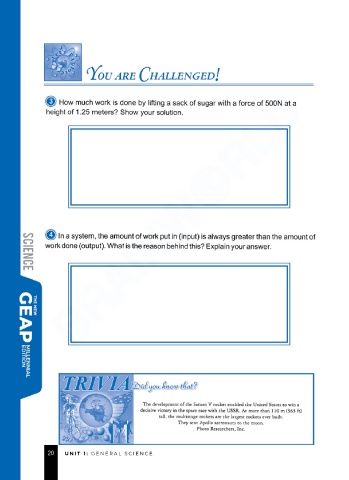 YOU ARE CHALLENGED!
3 How much work is done by lifting a sack of sugar with a force of 500N at a
height of 1.25 meters? Show your solution.
4 In a system, the amount of work put in (input) is always greater than the amount of
work done (output). What is the reason behind this? Explain your answer.
SCIENCE
THE NEW
GEAP
MILLENNIAL
EDITION
TRIVIA Did you know that?
The development of the Saturn V rocket enabled the United States to win a
decisive victory in the space race with the USSR. At more than 110 m (363 ft)
tall, the multistage rockets are the largest rockets ever built.
They sent Apollo astronauts to the moon.
Photo Researchers, Inc.
20 UNIT I: GENERAL SCIENCE